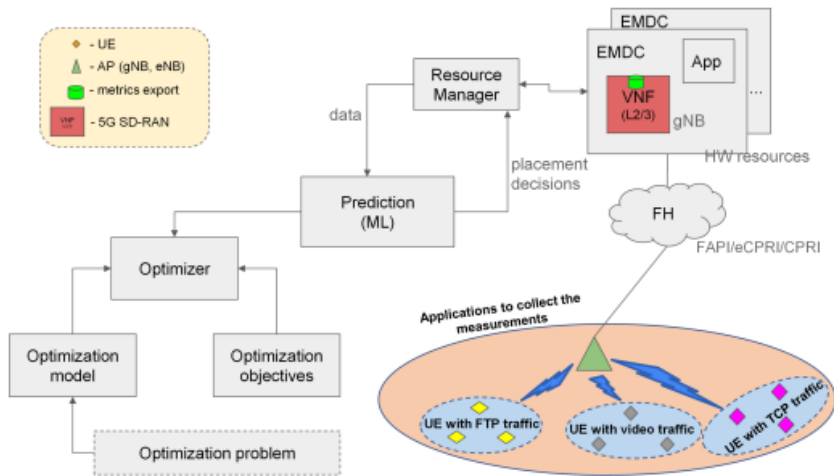 - UE
- AP (gNB, eNB)
- metrics export
VNF
- 5G SD-RAN
Resource
Manager
data
placement
decisions
EMDC
EMDC
App
VNF
(L2/3)
gNB
...
HW resources
Prediction
(ML)
FH
FAPI/eCPRI/CPRI
Optimizer
Optimization
model
Optimization
objectives
Optimization problem
Applications to collect the
measurements
UE with FTP traffic
UE with video traffic
UE with TCP traffic